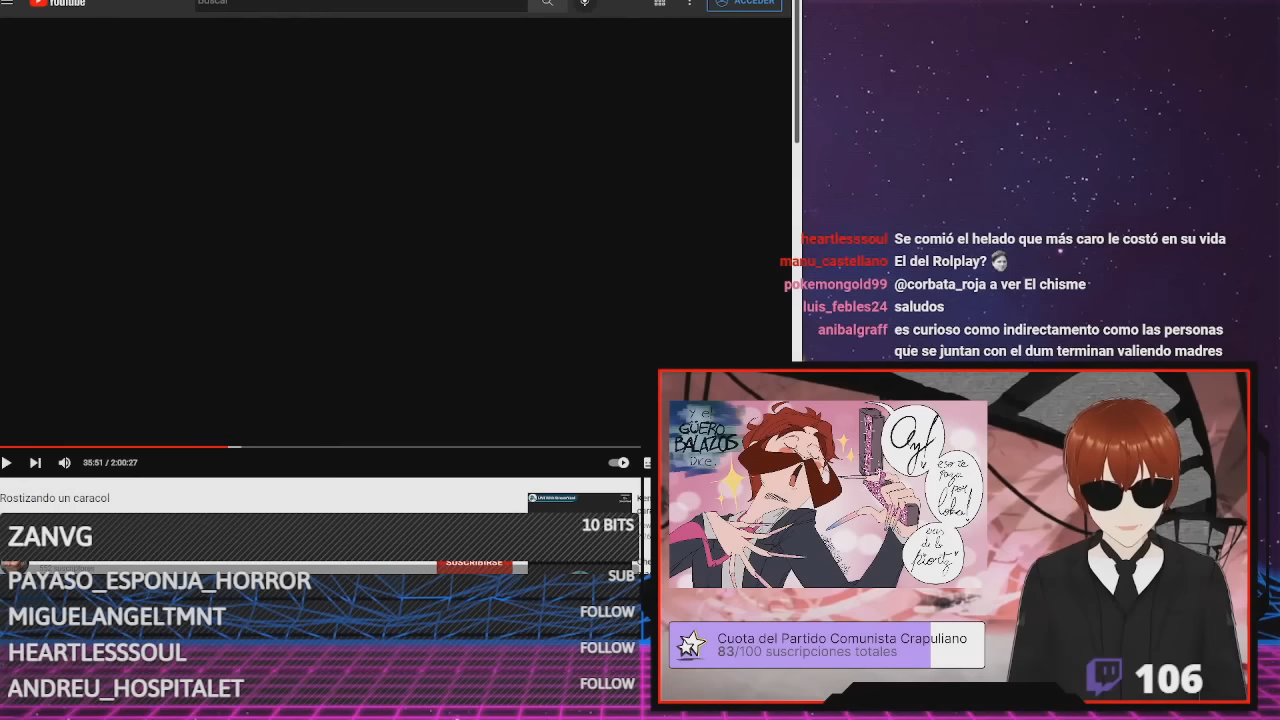 YouTube
Buscar
ACCEDER
heartlesssoul Se comió el helado que más caro le costó en su vida
manu_castellano El del Rolplay?
pokemongold99 @corbata_roja a ver El chisme
luis_febles24 saludos
anibalgraff es curioso como indirectamento como las personas
que se juntan con el dum terminan valiendo madres
35:51 / 2:00:27
Rostizando un caracol
ZANVG 10 BITS
SUSCRIBIRSE
PAYASO_ESPONJA_HORROR SUB
MIGUELANGELTMNT FOLLOW
HEARTLESSSOUL FOLLOW
ANDREU_HOSPITALET FOLLOW
y el
GÜERO
BALAZOS
Dice.
Cuota del Partido Comunista Crapuliano
83/100 suscripciones totales
106